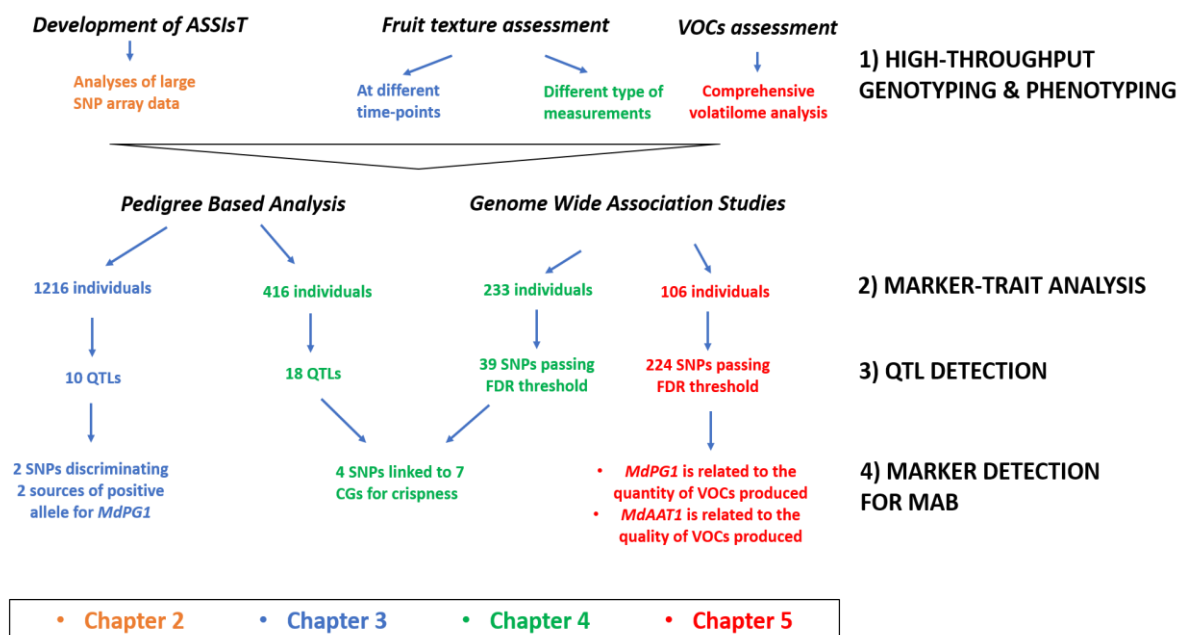 Development of ASSIsT
Fruit texture assessment
VOCs assessment
1) HIGH-THROUGHPUT
GENOTYPING & PHENOTYPING
Analyses of large
SNP array data
At different
time-points
Different type of
measurements
Comprehensive
volatilome analysis
Pedigree Based Analysis
Genome Wide Association Studies
1216 individuals
416 individuals
233 individuals
106 individuals
2) MARKER-TRAIT ANALYSIS
10 QTLs
18 QTLs
39 SNPs passing
FDR threshold
224 SNPs passing
FDR threshold
3) QTL DETECTION
2 SNPs discriminating
2 sources of positive
allele for MdPG1
4 SNPs linked to 7
CGs for crispness
• MdPG1 is related to the
quantity of VOCs produced
• MdAAT1 is related to the
quality of VOCs produced
4) MARKER DETECTION
FOR MAB
• Chapter 2
• Chapter 3
• Chapter 4
• Chapter 5